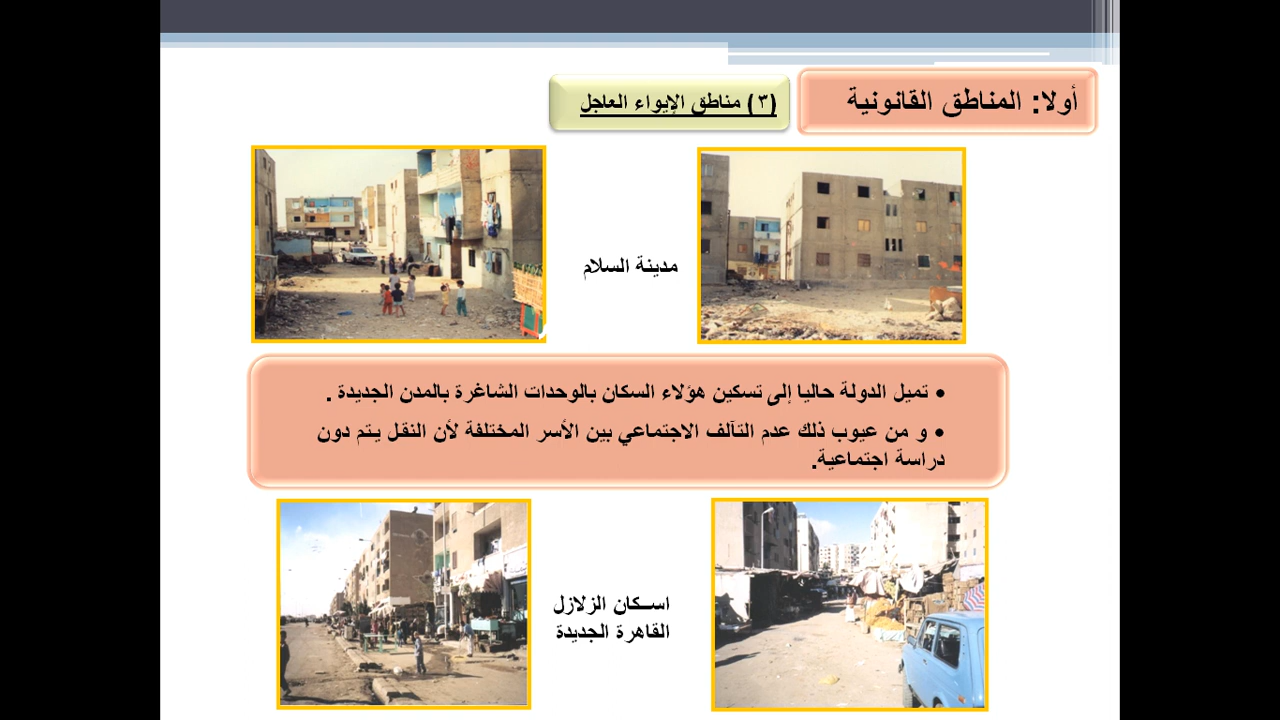 أولا: المناطق القانونية
(٣) مناطق الإيواء العاجل
مدينة السلام
• تميل الدولة حاليا إلى تسكين هؤلاء السكان بالوحدات الشاغرة بالمدن الجديدة .
• و من عيوب ذلك عدم التآلف الاجتماعي بين الأسر المختلفة لأن النقل يتم دون
دراسة اجتماعية.
اسـكان الزلازل
القاهرة الجديدة